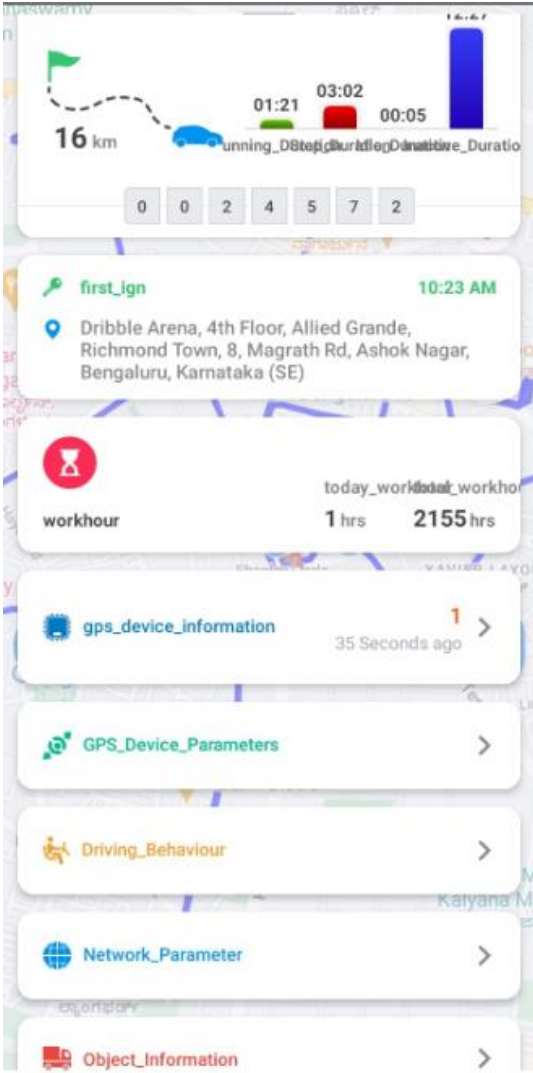 03:02
01:21
00:05
16 km
0 0 2 4 5 7 2
first_ign 10:23 AM
Dribble Arena, 4th Floor, Allied Grande,
Richmond Town, 8, Magrath Rd, Ashok Nagar,
Bengaluru, Karnataka (SE)
workhour
1 hrs 2155 hrs
gps_device_information 1
35 Seconds ago
GPS_Device_Parameters
Driving_Behaviour
Kalyana M
Network_Parameter
Object_Information